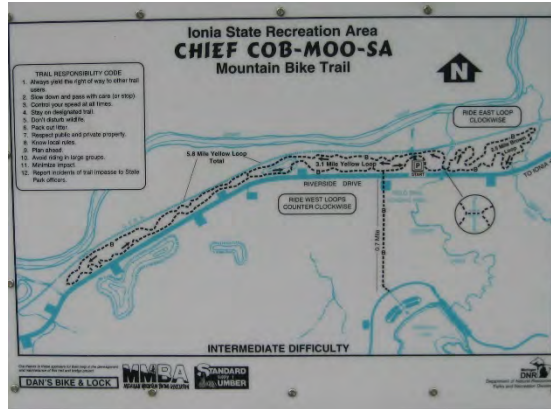 Ionia State Recreation Area
CHIEF COB-MOO-SA
Mountain Bike Trail
N
TRAIL RESPONSIBILITY CODE
1. Always yield the right of way to other trail
users.
2. Slow down and pass with care (or stop)
3. Control your speed at all times.
4. Stay on designated trail.
5. Don't disturb wildlife.
6. Pack out litter.
7. Respect public and private property.
8. Know local rules.
9. Plan ahead.
10. Avoid riding in large groups.
11. Minimize impact.
12. Report incidents of trail impasse to State
Park officers.
RIDE EAST LOOP
CLOCKWISE
5.8 Mile Yellow Loop
Total
3.1 Mile Yellow Loop
P
START
Loop
TO IONIA
RIVERSIDE DRIVE
RIDE WEST LOOPS
COUNTER CLOCKWISE
0.7 Mile
INTERMEDIATE DIFFICULTY
DAN'S BIKE & LOCK
MMBA
STANDARD
LUMBER
DNR
Department of Natural Resources